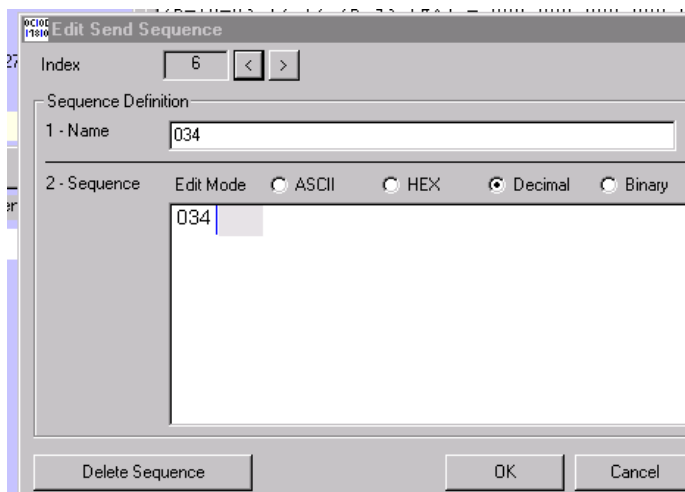 Edit Send Sequence
Index 6 < >
Sequence Definition
1 - Name 034
2 - Sequence Edit Mode ASCII HEX Decimal Binary
034
Delete Sequence OK Cancel